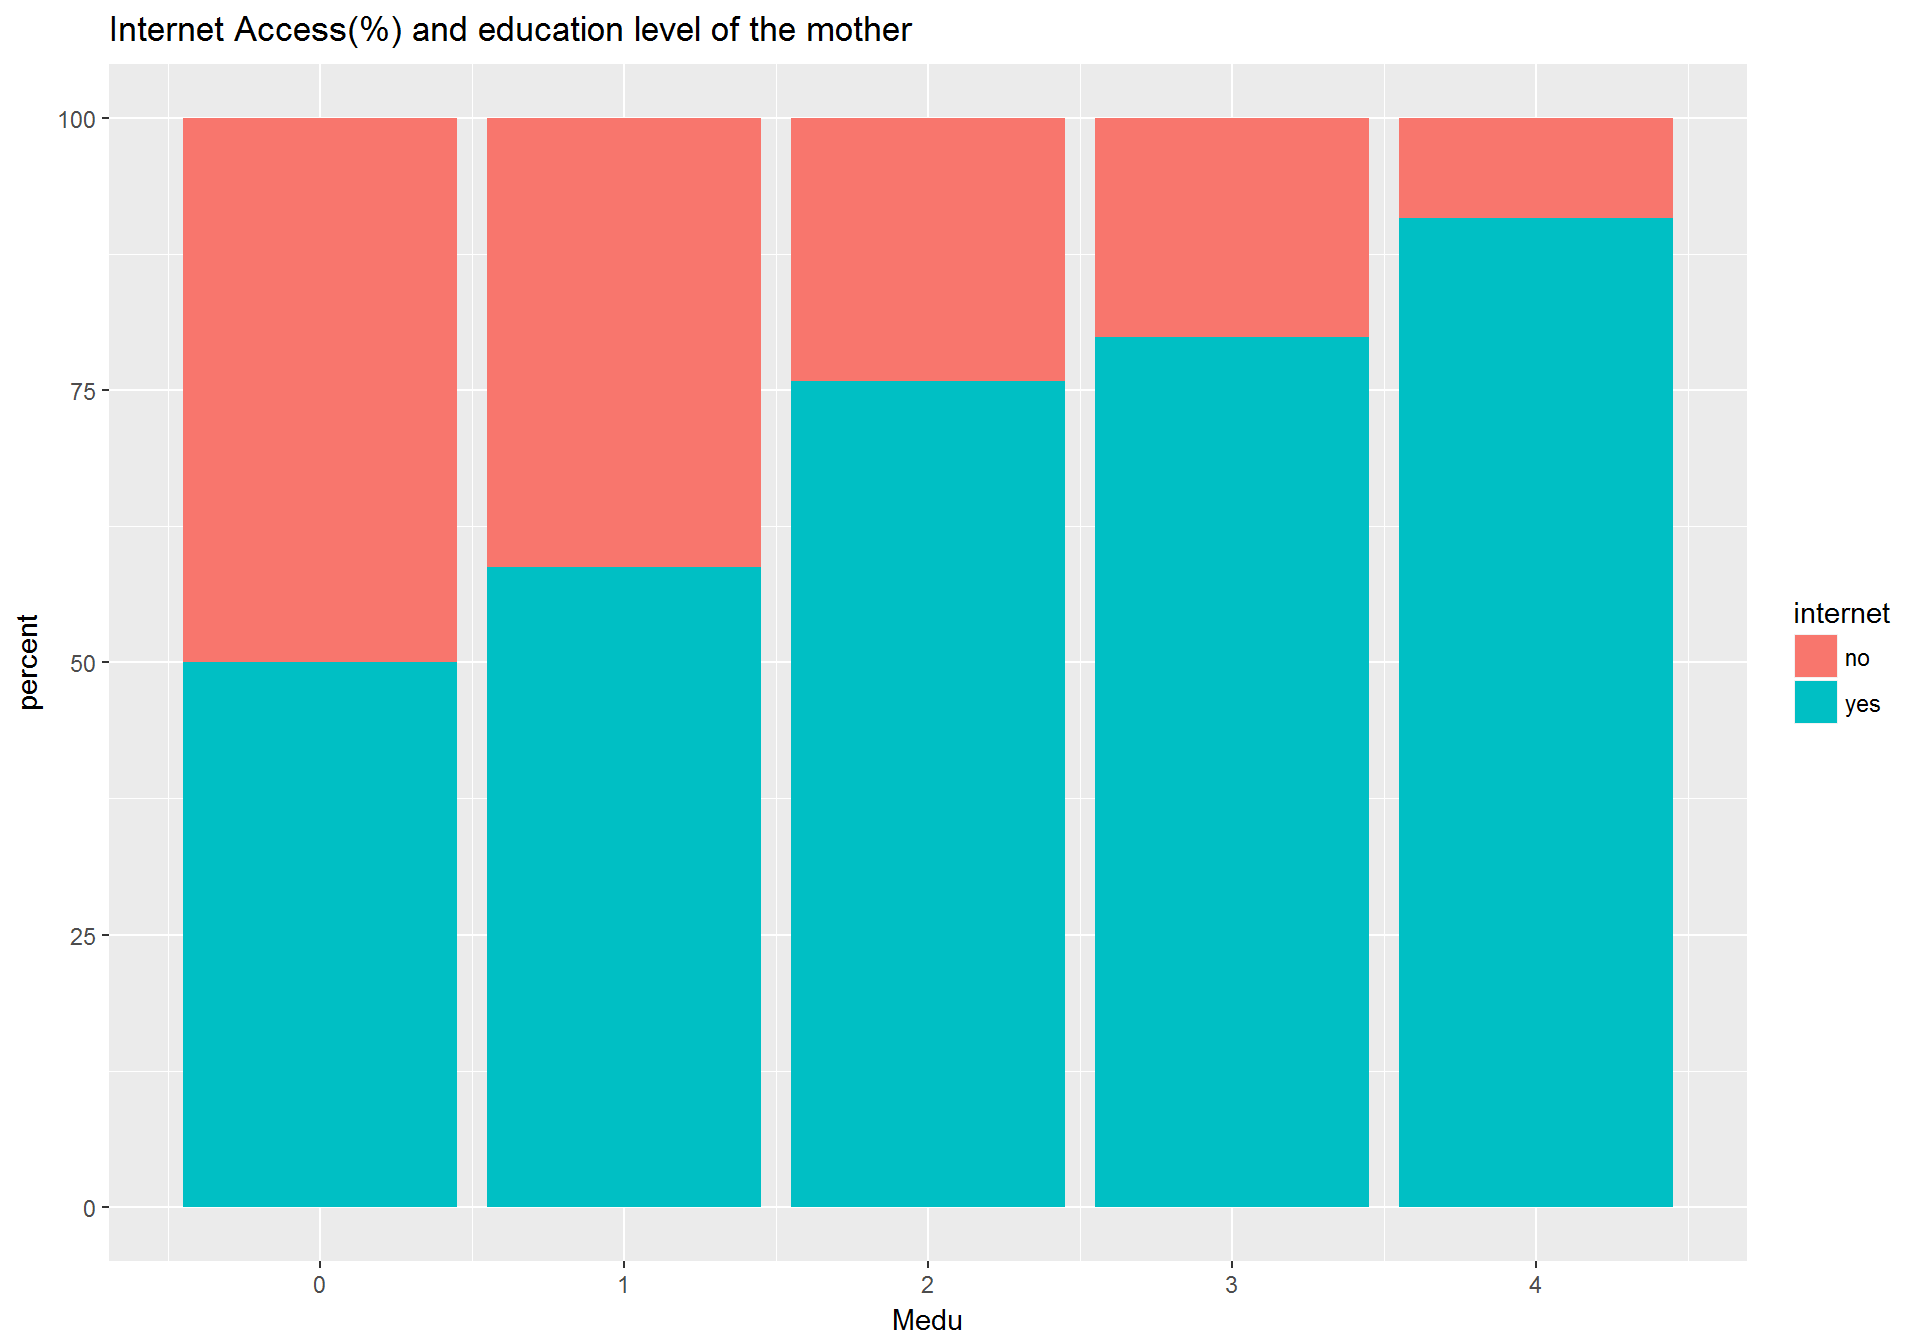 Internet Access(%) and education level of the mother
100
75
50
25
0
percent
0 1 2 3 4
Medu
internet
no
yes